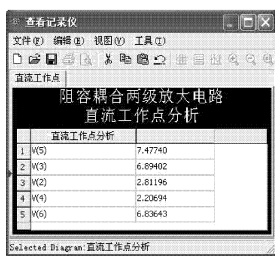 查看记录仪
文件(F) 编辑(E) 视图(V) 工具(T)
直流工作点
阻容耦合两级放大电路
直流工作点分析
直流工作点分析
1 V(5) 7.47740
2 V(3) 6.89402
3 V(2) 2.81196
4 V(4) 2.20694
5 V(6) 6.83643
Selected Diagram:直流工作点分析